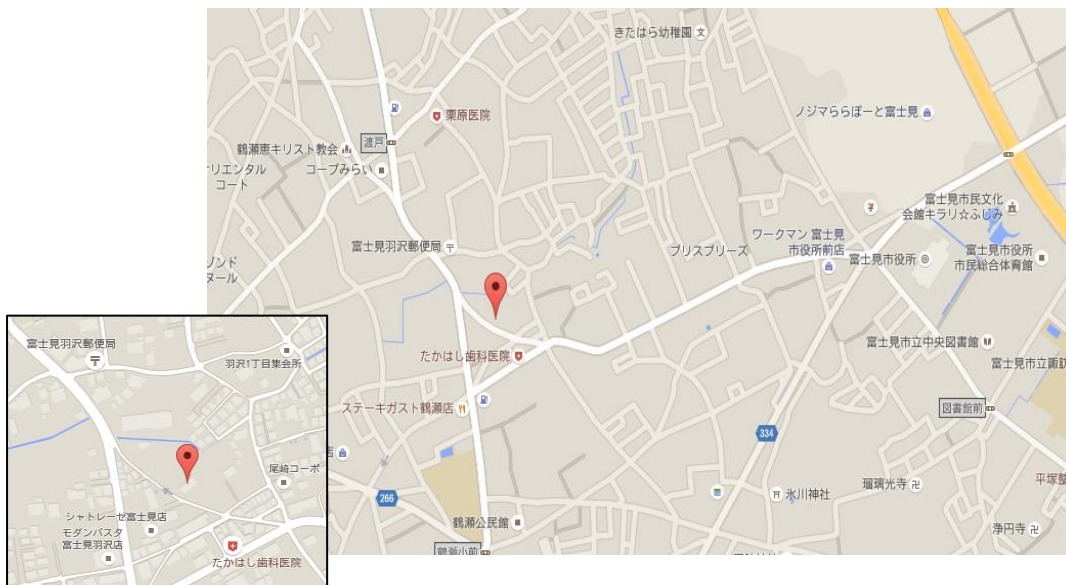 きたはら幼稚園
ノジマららぽーと富士見
栗原医院
渡戸
鶴瀬恵キリスト教会
コープみらい
リエンタル
コート
富士見市民文化
会館キラリ☆ふじみ
富士見羽沢郵便局
ワークマン 富士見
市役所前店
ブリスブリーズ
富士見市役所
富士見市役所
市民総合体育館
ゾンド
ヌール
たかはし歯科医院
富士見市立中央図書館
富士見市立諏訪
ステーキガスト鶴瀬店
図書館前
店
334
266
瑠璃光寺
平塚整
氷川神社
鶴瀬公民館
浄円寺
鶴瀬小前
富士見羽沢郵便局
羽沢1丁目集会所
尾崎コーポ
シャトレーゼ富士見店
モダンパスタ
富士見羽沢店
たかはし歯科医院